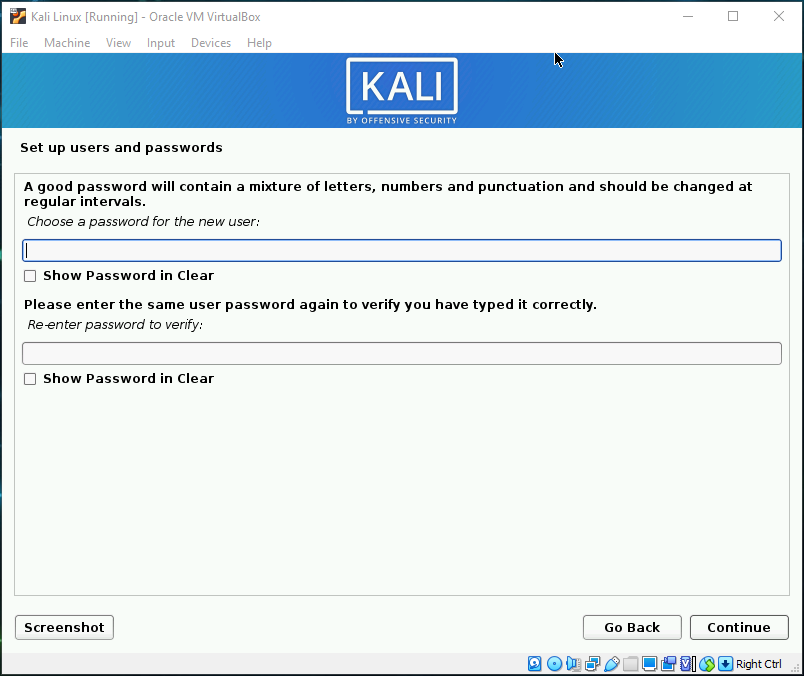 Kali Linux [Running] - Oracle VM VirtualBox
File Machine View Input Devices Help
KALI
BY OFFENSIVE SECURITY
Set up users and passwords
A good password will contain a mixture of letters, numbers and punctuation and should be changed at
regular intervals.
Choose a password for the new user:
Show Password in Clear
Please enter the same user password again to verify you have typed it correctly.
Re-enter password to verify:
Show Password in Clear
Screenshot Go Back Continue
Right Ctrl